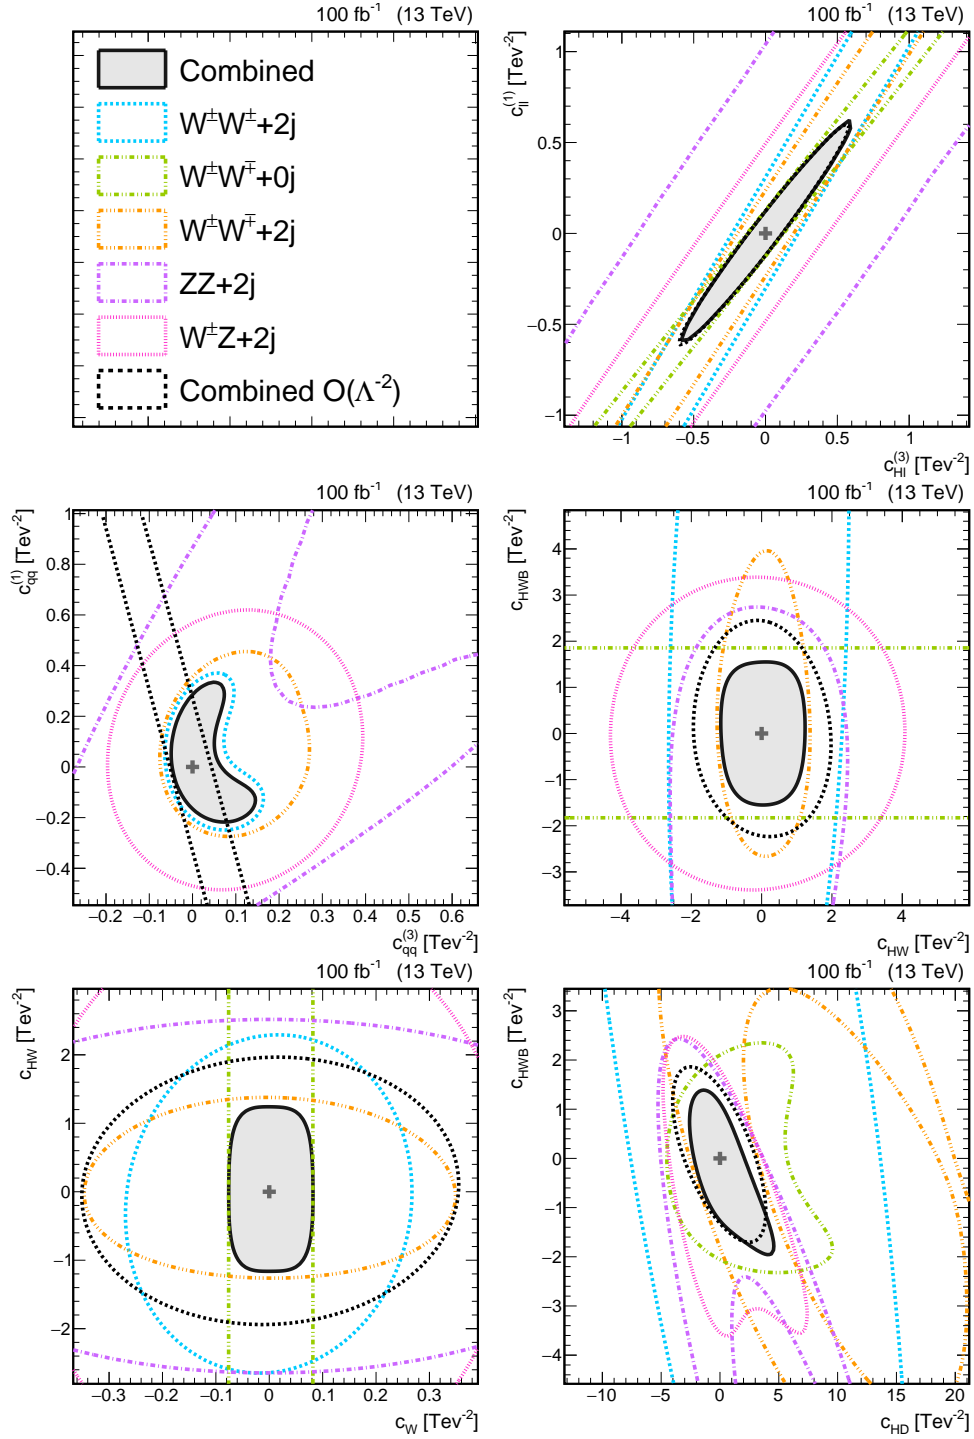 100 fb⁻¹ (13 TeV)
Combined
W±W±+2j
W±W∓+0j
W±W∓+2j
ZZ+2j
W±Z+2j
Combined O(Λ⁻²)
100 fb⁻¹ (13 TeV)
c_ll^(1) [Tev⁻²]
1
0.5
0
−0.5
−1
−1 −0.5 0 0.5 1
c_Hl^(3) [Tev⁻²]
100 fb⁻¹ (13 TeV)
c_qq^(1) [Tev⁻²]
1
0.8
0.6
0.4
0.2
0
−0.2
−0.4
−0.2 −0.1 0 0.1 0.2 0.3 0.4 0.5 0.6
c_qq^(3) [Tev⁻²]
100 fb⁻¹ (13 TeV)
c_HWB [Tev⁻²]
4
3
2
1
0
−1
−2
−3
−4 −2 0 2 4
c_HW [Tev⁻²]
100 fb⁻¹ (13 TeV)
c_HW [Tev⁻²]
2
1
0
−1
−2
−0.3 −0.2 −0.1 0 0.1 0.2 0.3
c_W [Tev⁻²]
100 fb⁻¹ (13 TeV)
c_HWB [Tev⁻²]
3
2
1
0
−1
−2
−3
−4
−10 −5 0 5 10 15 20
c_HD [Tev⁻²]